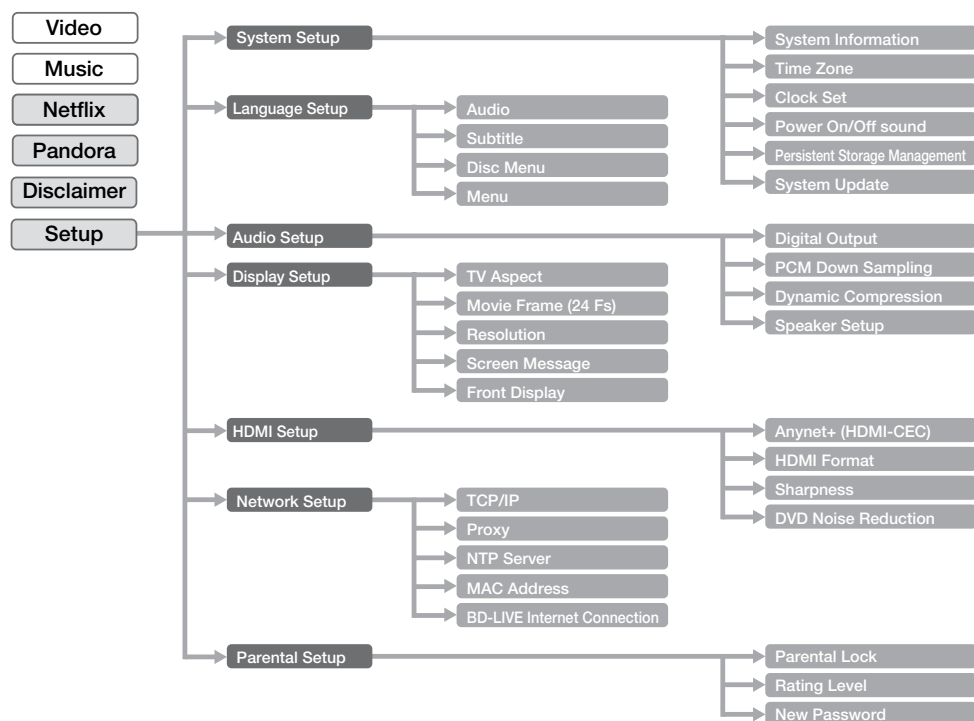 Video
Music
Netflix
Pandora
Disclaimer
Setup
System Setup
System Information
Time Zone
Clock Set
Power On/Off sound
Persistent Storage Management
System Update
Language Setup
Audio
Subtitle
Disc Menu
Menu
Audio Setup
Digital Output
PCM Down Sampling
Dynamic Compression
Speaker Setup
Display Setup
TV Aspect
Movie Frame (24 Fs)
Resolution
Screen Message
Front Display
HDMI Setup
Anynet+ (HDMI-CEC)
HDMI Format
Sharpness
DVD Noise Reduction
Network Setup
TCP/IP
Proxy
NTP Server
MAC Address
BD-LIVE Internet Connection
Parental Setup
Parental Lock
Rating Level
New Password